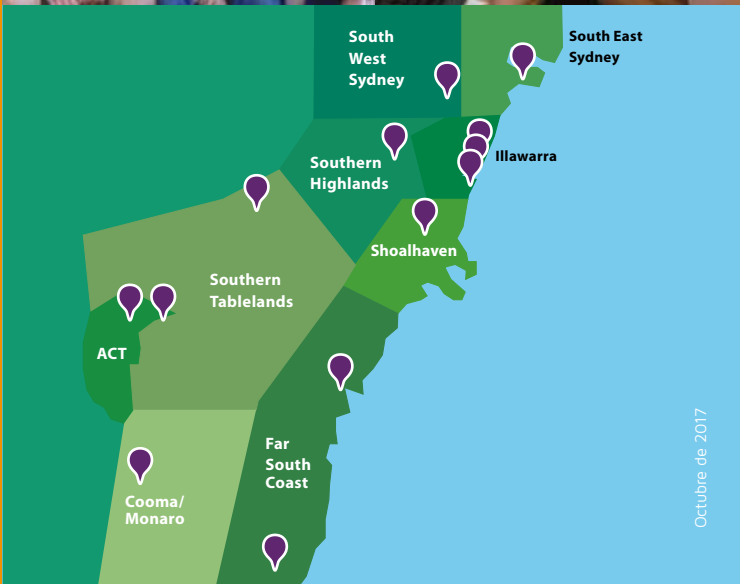 South
West
Sydney
South East
Sydney
Southern
Highlands
Illawarra
Shoalhaven
Southern
Tablelands
ACT
Far
South
Coast
Cooma/
Monaro
Octubre de 2017